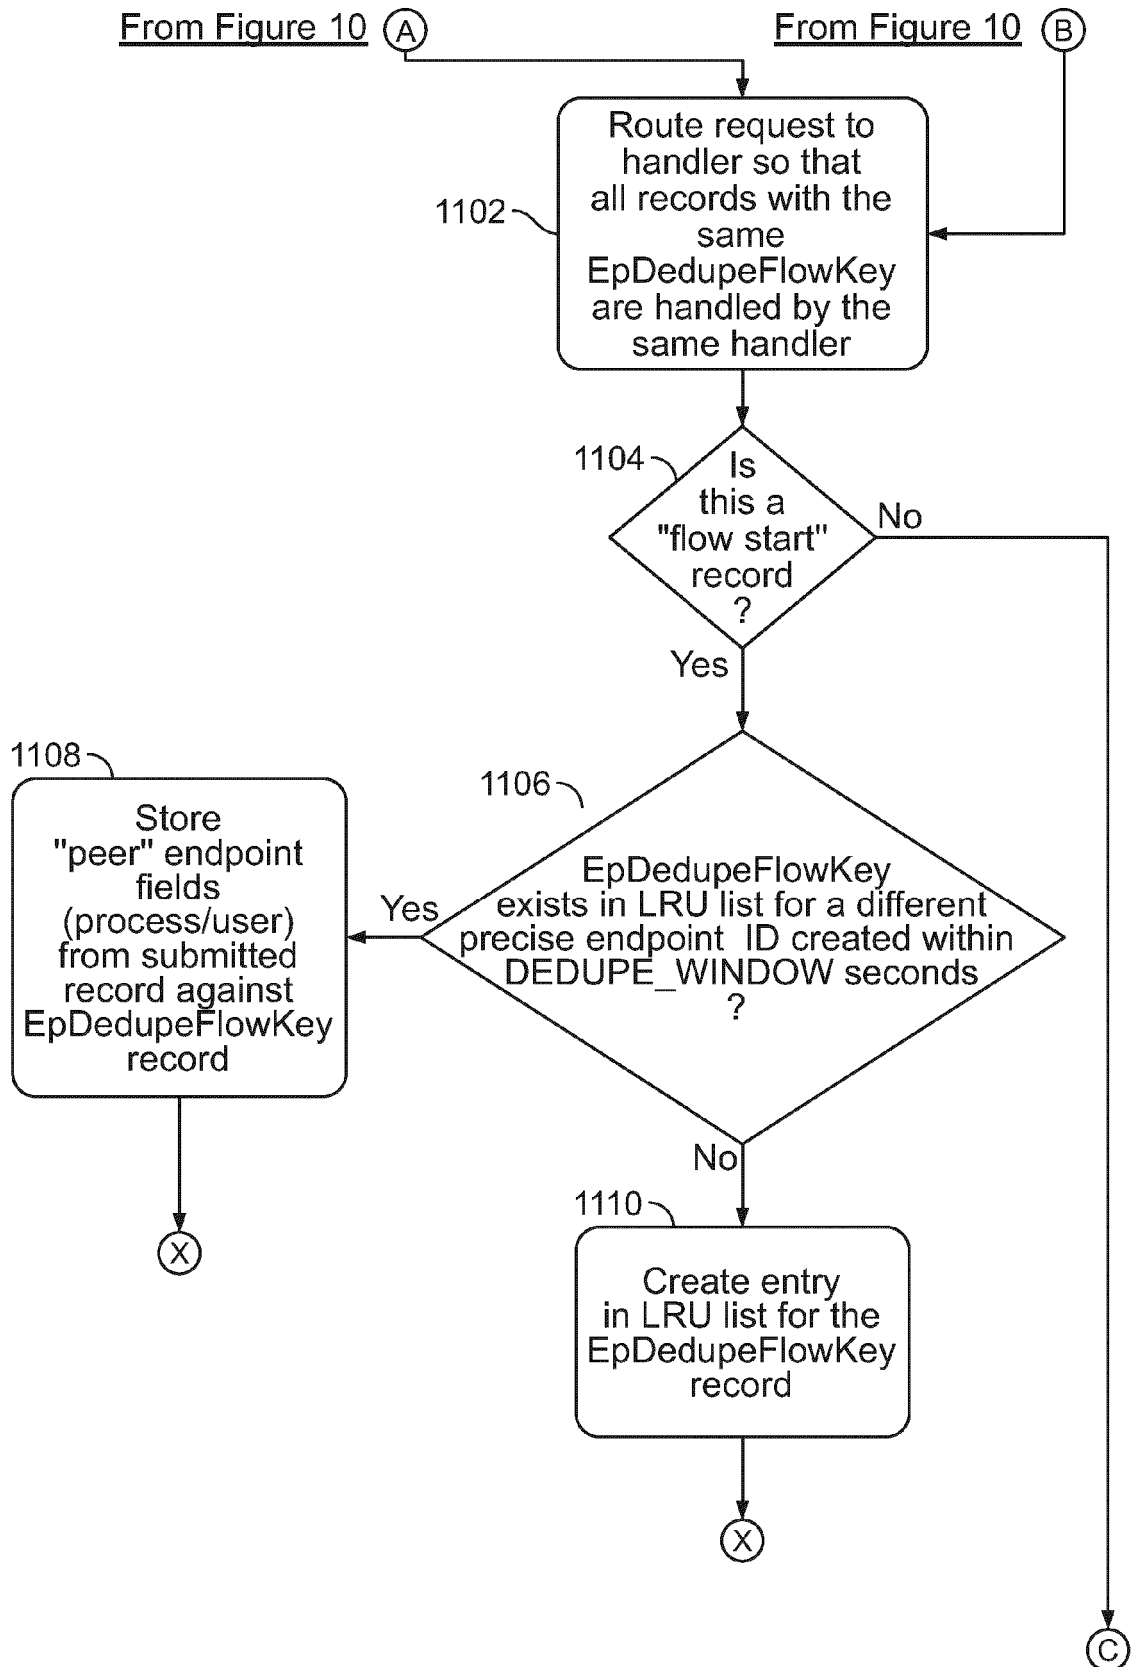 From Figure 10 A
From Figure 10 B
1102
Route request to
handler so that
all records with the
same
EpDedupeFlowKey
are handled by the
same handler
1104
Is
this a
"flow start"
record
?
No
Yes
1106
EpDedupeFlowKey
exists in LRU list for a different
precise endpoint ID created within
DEDUPE_WINDOW seconds
?
Yes
1108
Store
"peer" endpoint
fields
(process/user)
from submitted
record against
EpDedupeFlowKey
record
X
No
1110
Create entry
in LRU list for the
EpDedupeFlowKey
record
X
C